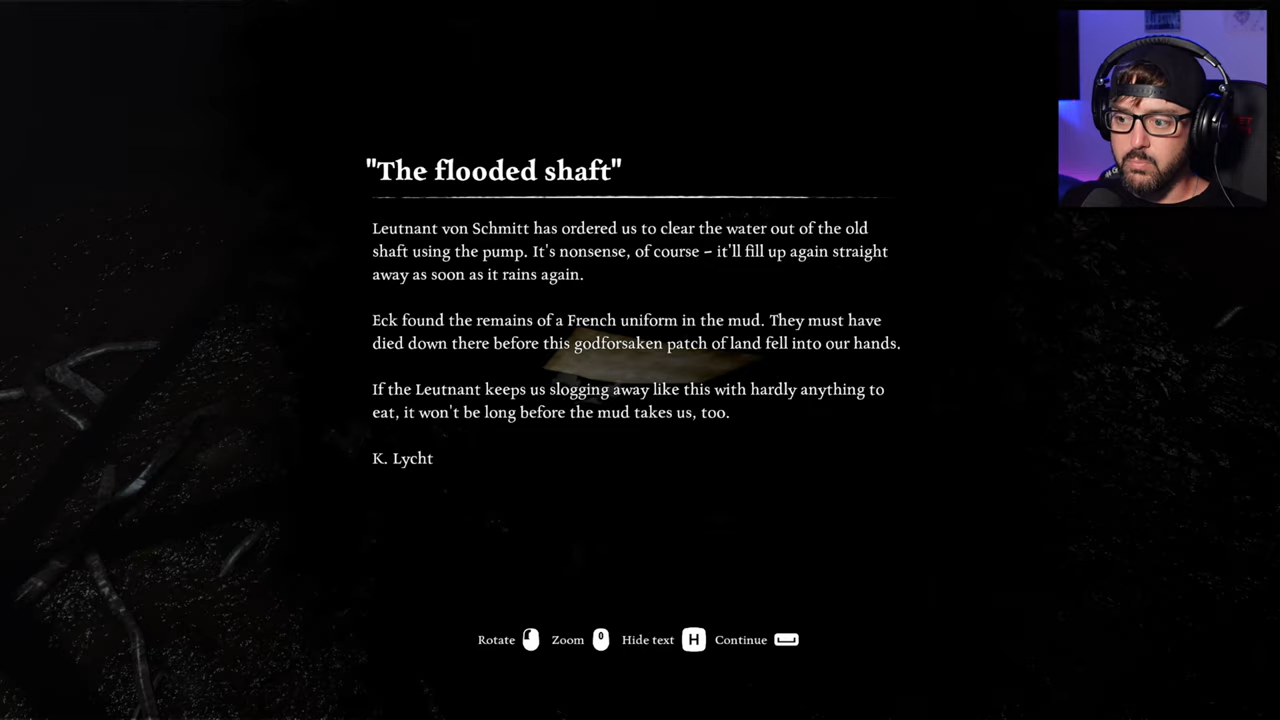 "The flooded shaft"
Leutnant von Schmitt has ordered us to clear the water out of the old
shaft using the pump. It's nonsense, of course – it'll fill up again straight
away as soon as it rains again.
Eck found the remains of a French uniform in the mud. They must have
died down there before this godforsaken patch of land fell into our hands.
If the Leutnant keeps us slogging away like this with hardly anything to
eat, it won't be long before the mud takes us, too.
K. Lycht
Rotate Zoom 0 Hide text H Continue